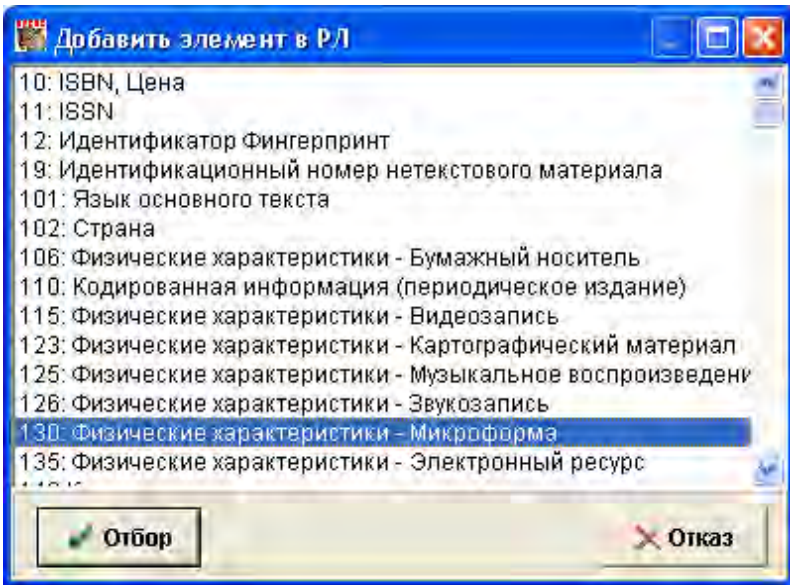 Добавить элемент в РЛ
10: ISBN, Цена
11: ISSN
12: Идентификатор Фингерпринт
19: Идентификационный номер нетекстового материала
101: Язык основного текста
102: Страна
106: Физические характеристики - Бумажный носитель
110: Кодированная информация (периодическое издание)
115: Физические характеристики - Видеозапись
123: Физические характеристики - Картографический материал
125: Физические характеристики - Музыкальное воспроизведени
126: Физические характеристики - Звукозапись
130: Физические характеристики - Микроформа
135: Физические характеристики - Электронный ресурс
Отбор
Отказ